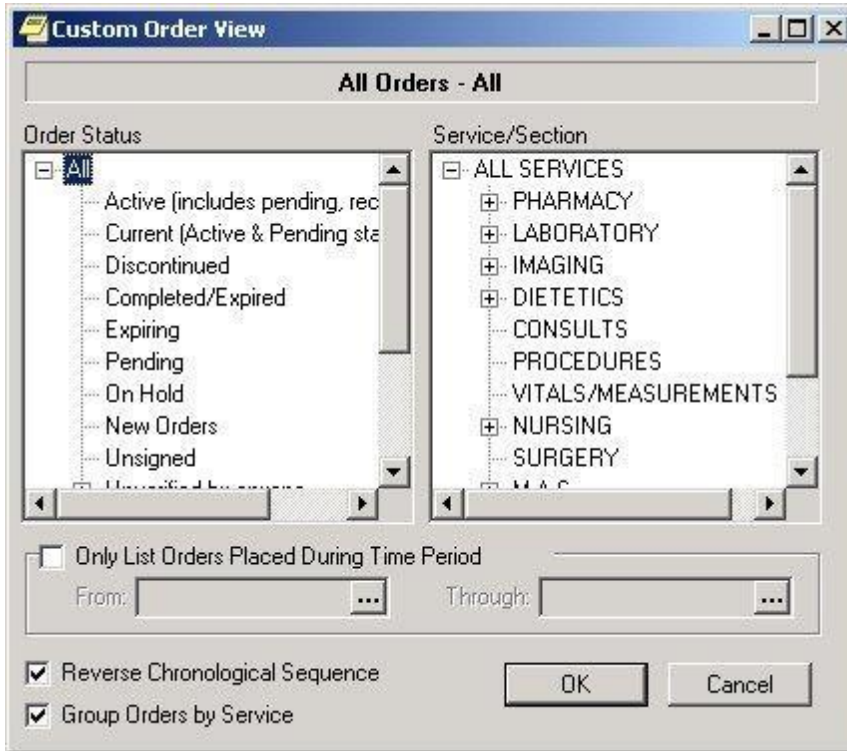 Custom Order View
All Orders - All
Order Status
All
Active (includes pending, rec
Current (Active & Pending sta
Discontinued
Completed/Expired
Expiring
Pending
On Hold
New Orders
Unsigned
Service/Section
ALL SERVICES
PHARMACY
LABORATORY
IMAGING
DIETETICS
CONSULTS
PROCEDURES
VITALS/MEASUREMENTS
NURSING
SURGERY
M.A.S.
Only List Orders Placed During Time Period
From: ... Through: ...
Reverse Chronological Sequence
Group Orders by Service
OK Cancel